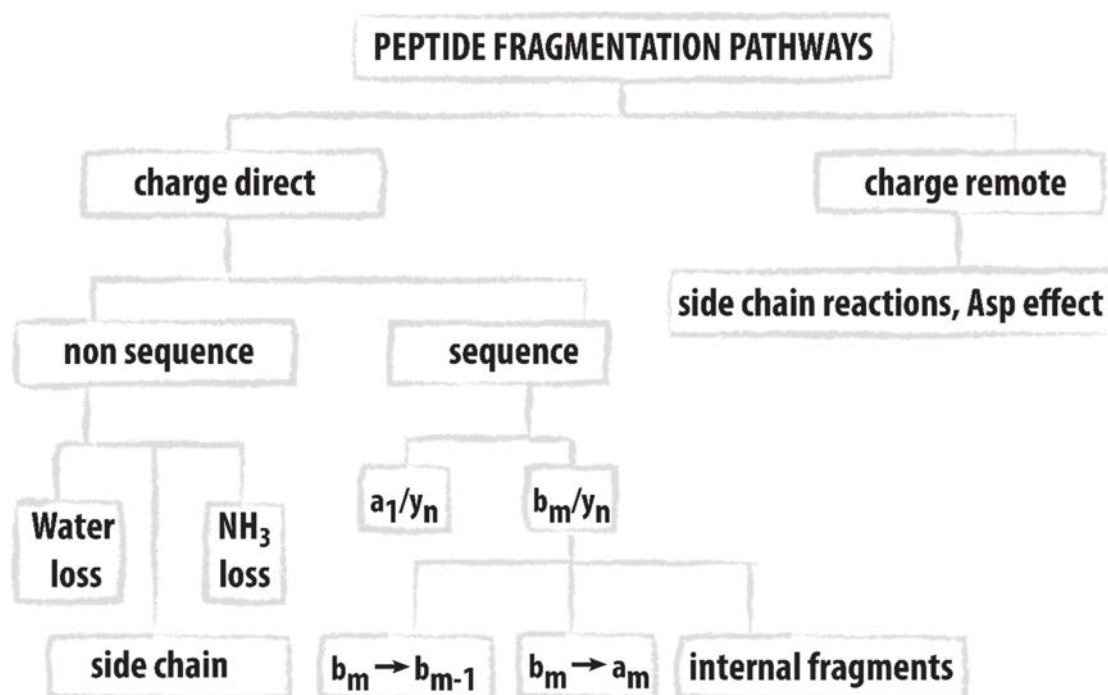 PEPTIDE FRAGMENTATION PATHWAYS
charge direct
charge remote
side chain reactions, Asp effect
non sequence
sequence
a₁/yₙ
bₘ/yₙ
Water
loss
NH₃
loss
side chain
bₘ→bₘ₋₁
bₘ→aₘ
internal fragments